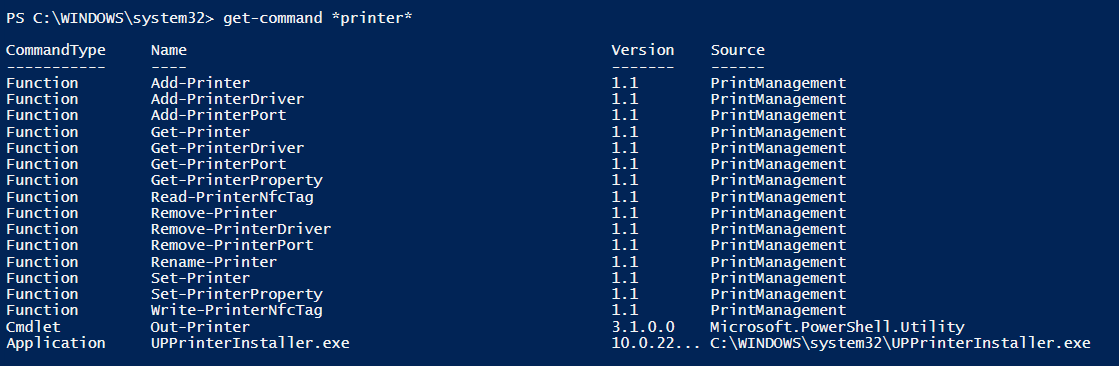 PS C:\WINDOWS\system32> get-command *printer*
CommandType     Name                                               Version    Source
-----------     ----                                               -------    ------
Function        Add-Printer                                        1.1        PrintManagement
Function        Add-PrinterDriver                                  1.1        PrintManagement
Function        Add-PrinterPort                                    1.1        PrintManagement
Function        Get-Printer                                        1.1        PrintManagement
Function        Get-PrinterDriver                                  1.1        PrintManagement
Function        Get-PrinterPort                                    1.1        PrintManagement
Function        Get-PrinterProperty                                1.1        PrintManagement
Function        Read-PrinterNfcTag                                 1.1        PrintManagement
Function        Remove-Printer                                     1.1        PrintManagement
Function        Remove-PrinterDriver                               1.1        PrintManagement
Function        Remove-PrinterPort                                 1.1        PrintManagement
Function        Rename-Printer                                     1.1        PrintManagement
Function        Set-Printer                                        1.1        PrintManagement
Function        Set-PrinterProperty                                1.1        PrintManagement
Function        Write-PrinterNfcTag                                1.1        PrintManagement
Cmdlet          Out-Printer                                        3.1.0.0    Microsoft.PowerShell.Utility
Application     UPPrinterInstaller.exe                             10.0.22... C:\WINDOWS\system32\UPPrinterInstaller.exe